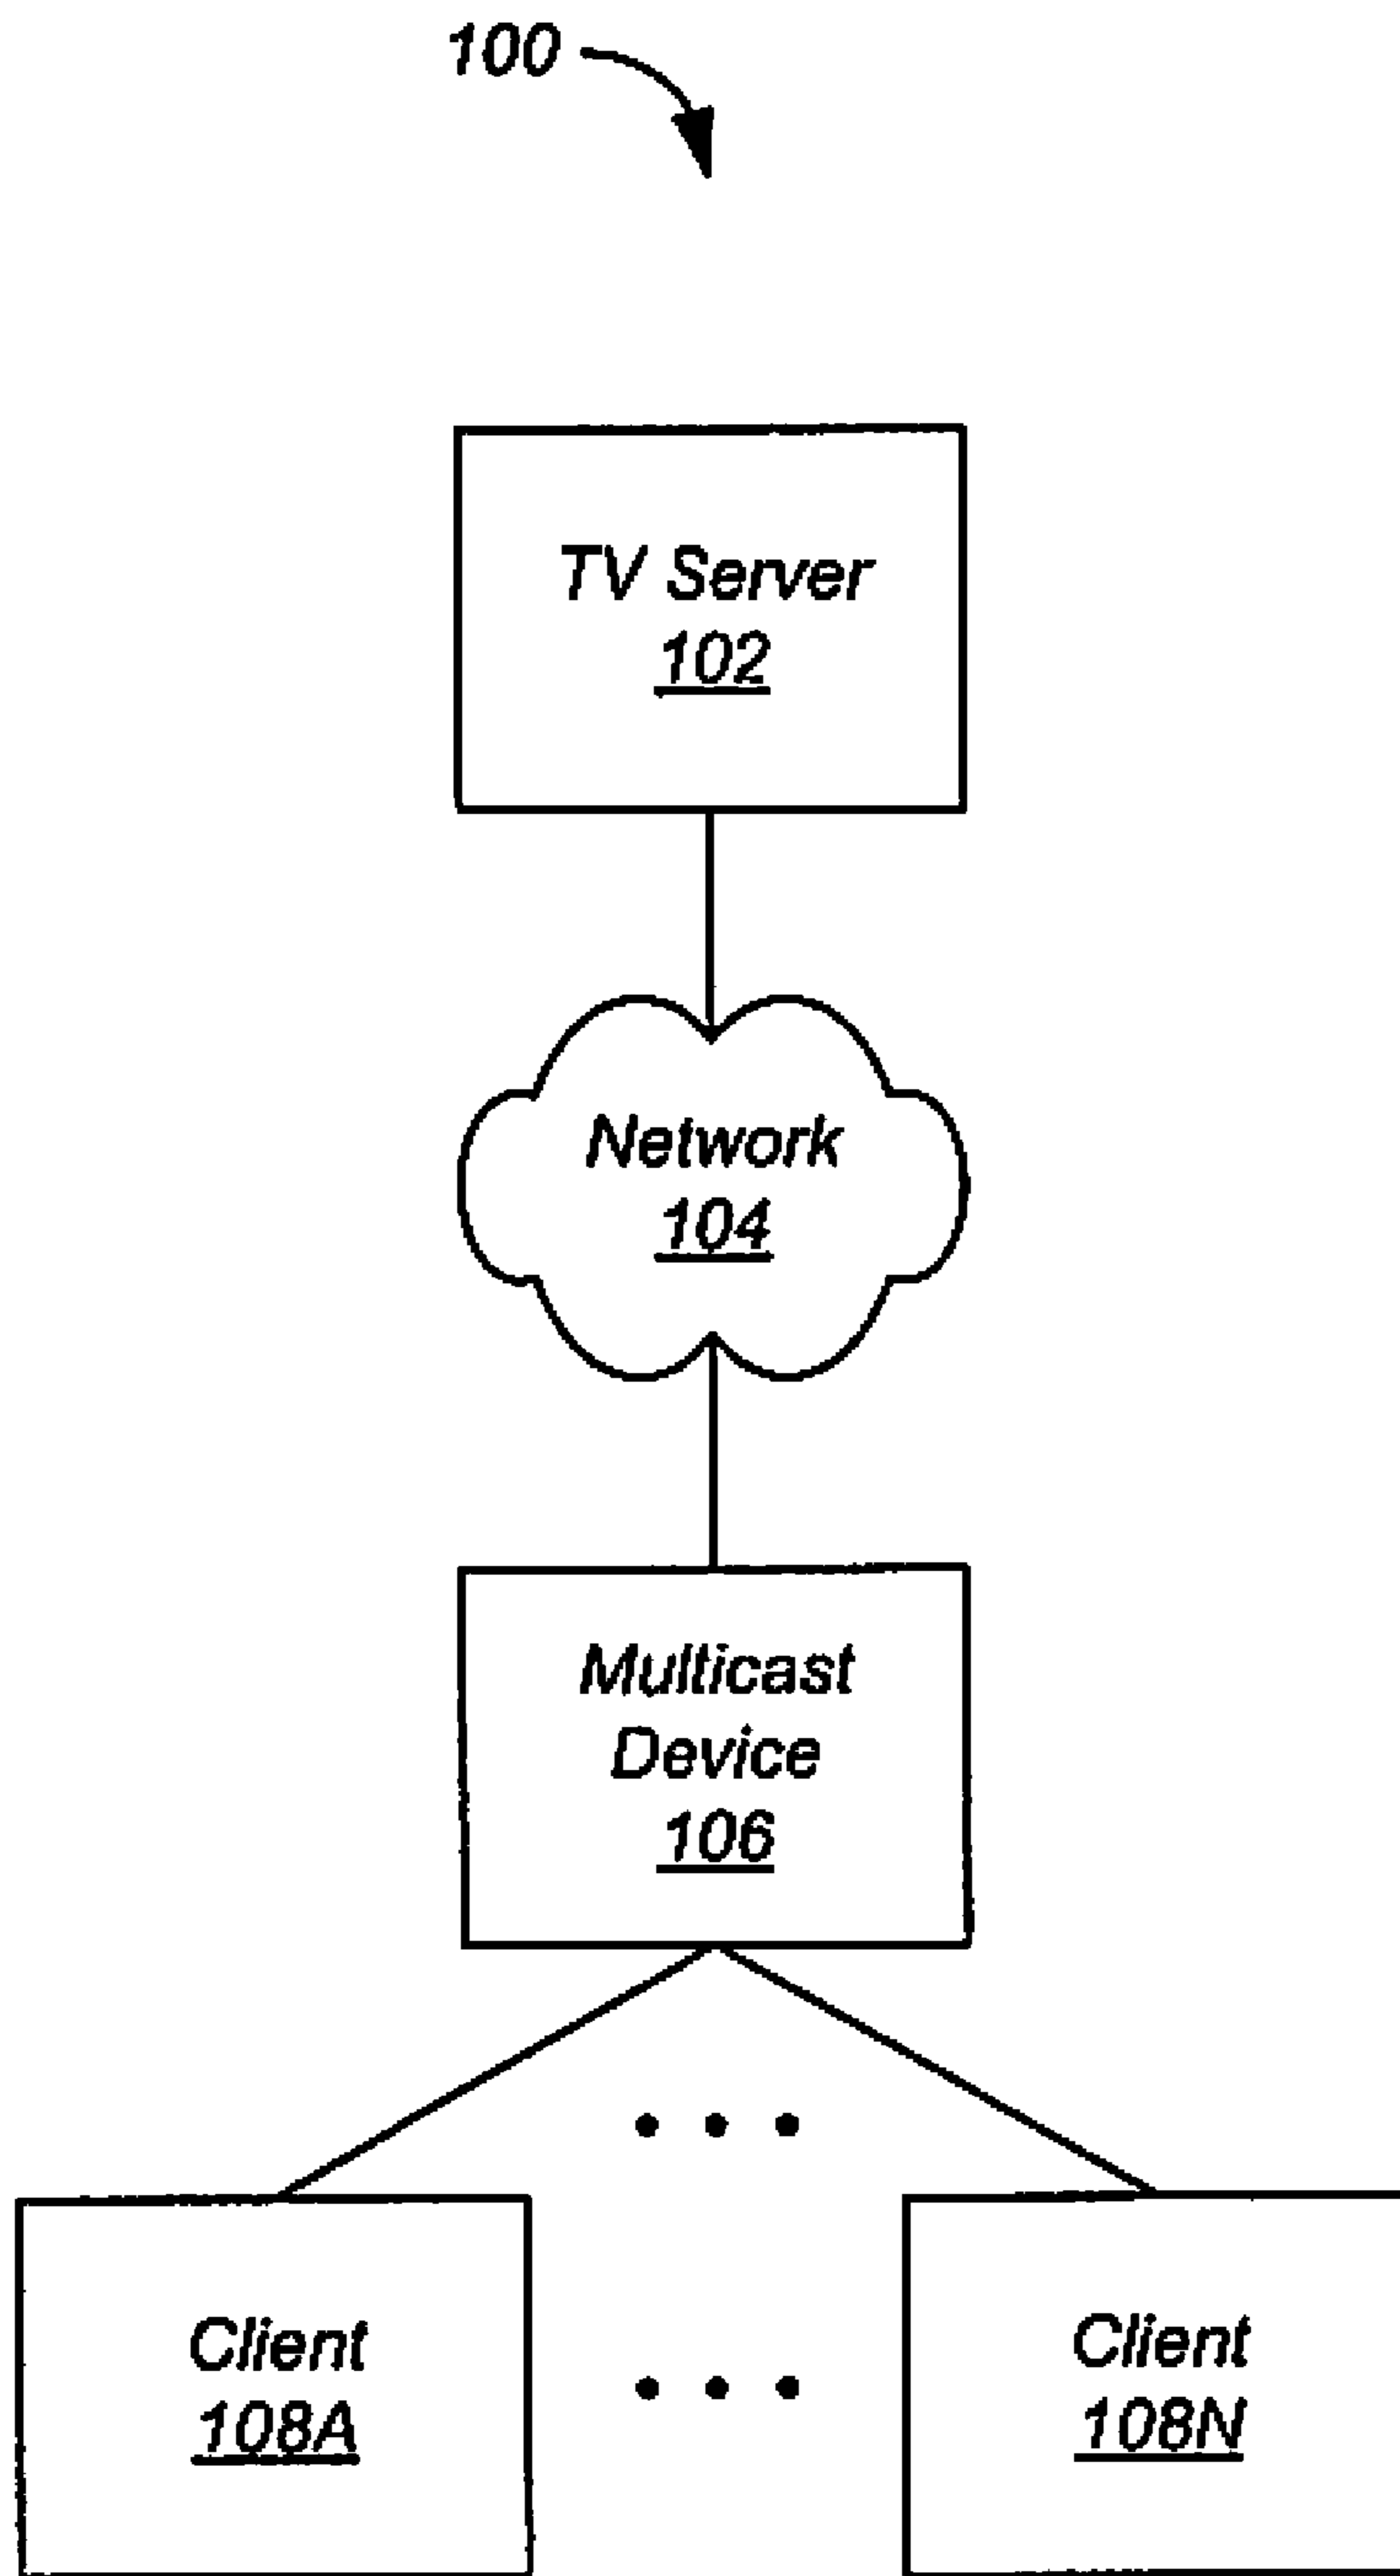 100
TV Server
102
Network
104
Multicast
Device
106
Client
108A
Client
108N